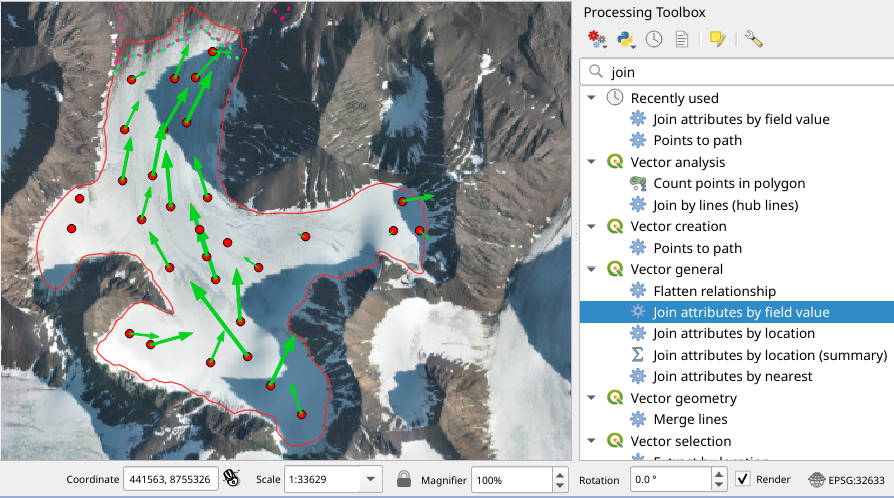 Processing Toolbox
join
Recently used
Join attributes by field value
Points to path
Vector analysis
Count points in polygon
Join by lines (hub lines)
Vector creation
Points to path
Vector general
Flatten relationship
Join attributes by field value
Join attributes by location
Join attributes by location (summary)
Join attributes by nearest
Vector geometry
Merge lines
Vector selection
Coordinate 441563, 8755326 Scale 1:33629 Magnifier 100% Rotation 0.0 ° Render EPSG:32633